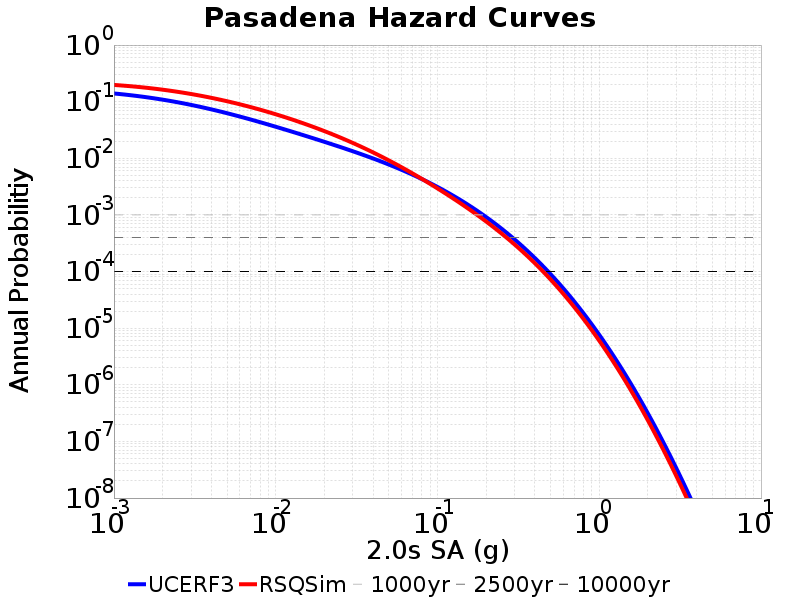 Pasadena Hazard Curves
Annual Probabilitiy
10^0
10^-1
10^-2
10^-3
10^-4
10^-5
10^-6
10^-7
10^-8
10^-3 10^-2 10^-1 10^0 10^1
2.0s SA (g)
UCERF3 RSQSim 1000yr 2500yr 10000yr